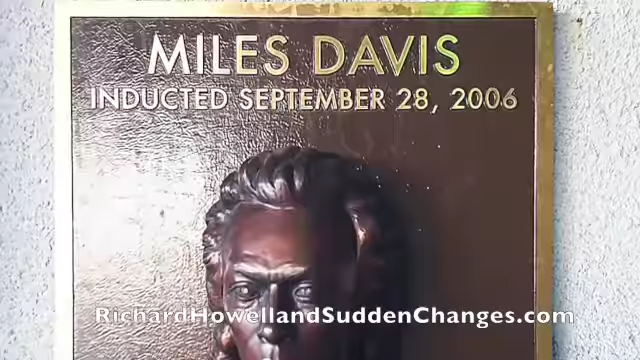 MILES DAVIS
INDUCTED SEPTEMBER 28, 2006
RichardHowellandSuddenChanges.com